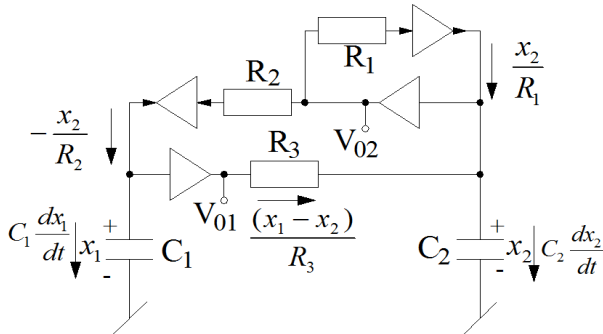 R₁
x₂/R₁
R₂
V₀₂
−x₂/R₂
R₃
V₀₁
(x₁ − x₂)/R₃
C₁ dx₁/dt
+
x₁
-
C₁
C₂
+
x₂
-
C₂ dx₂/dt